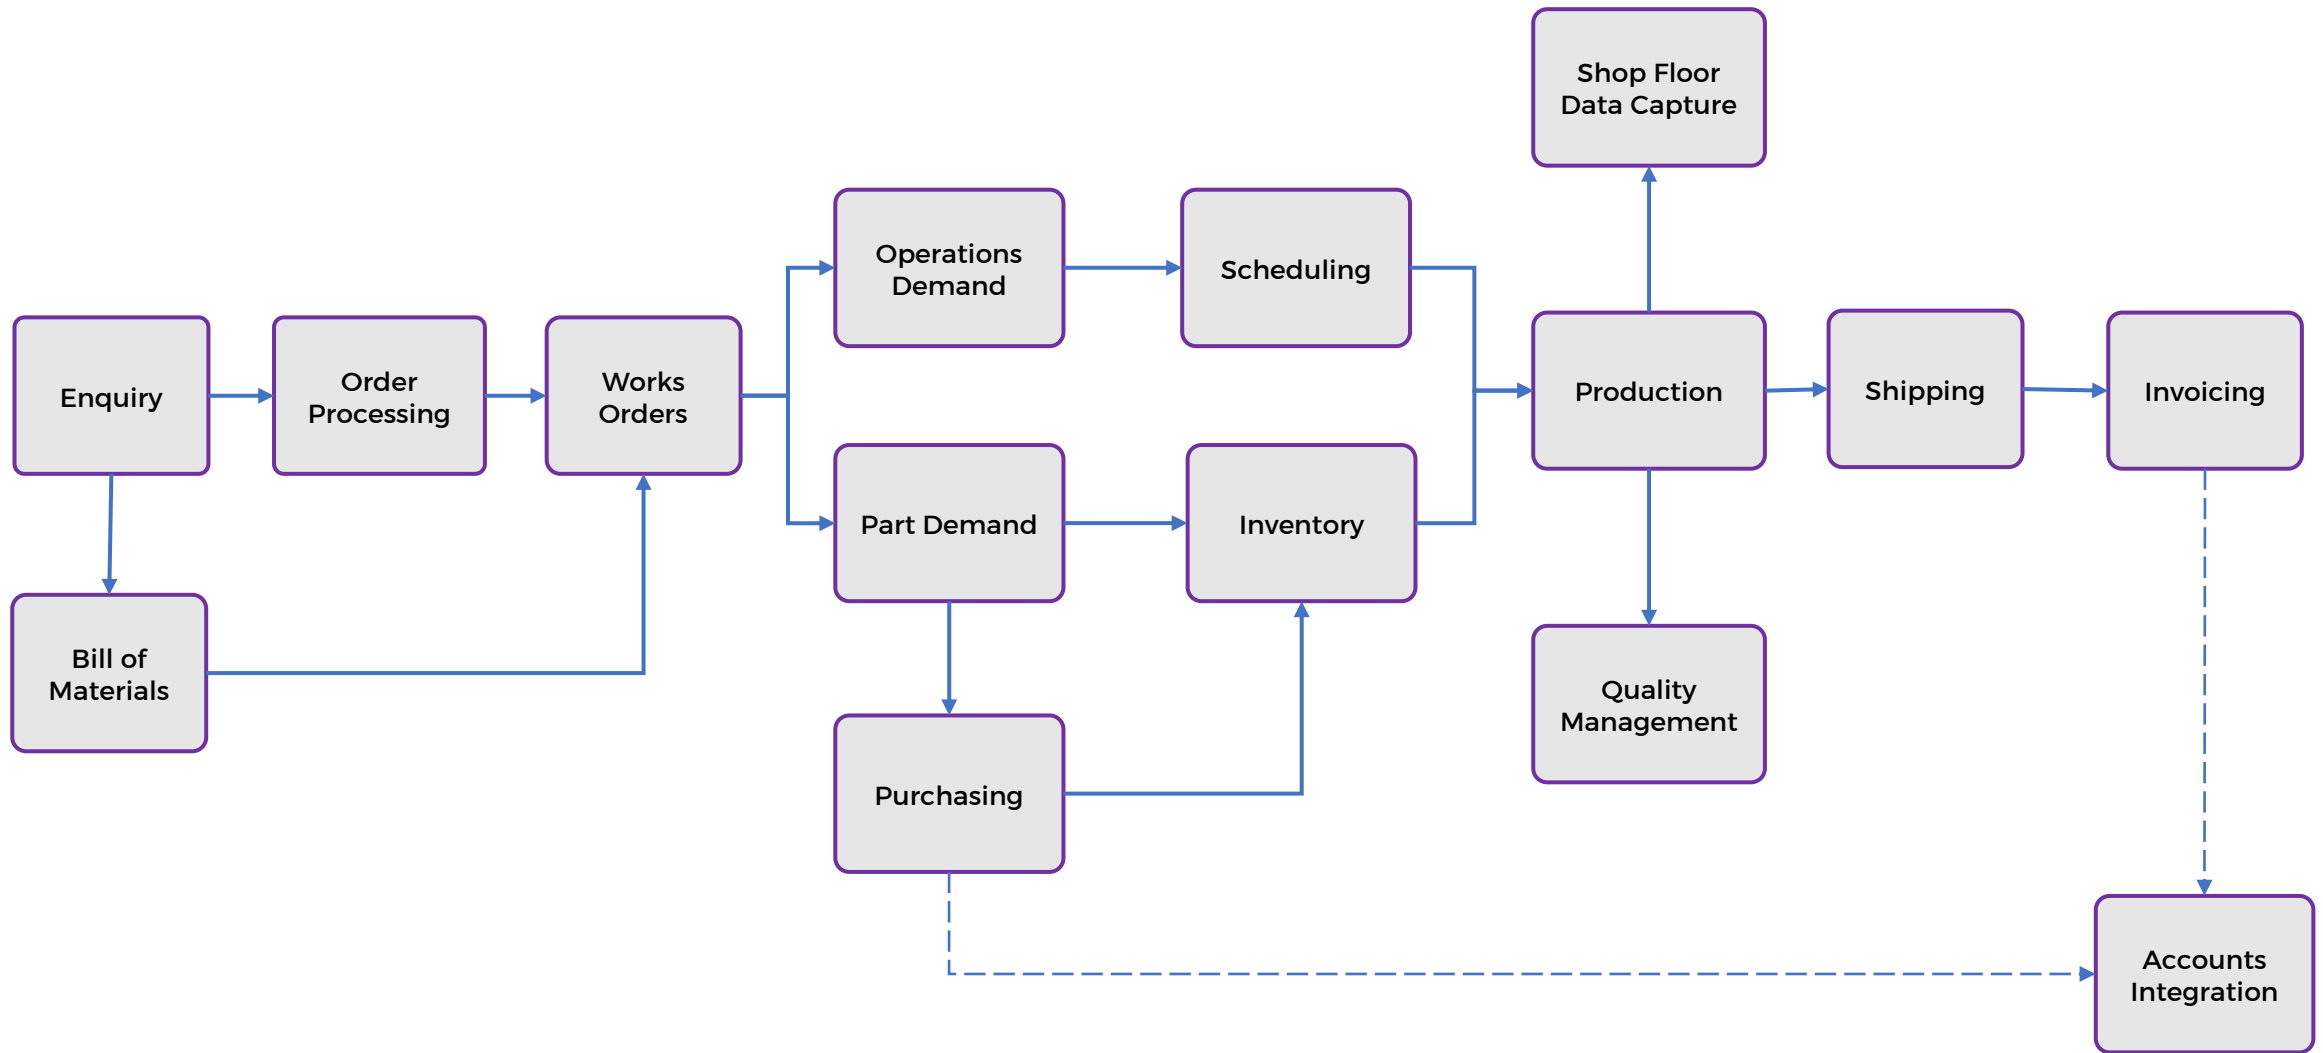 Shop Floor
Data Capture
Operations
Demand
Scheduling
Enquiry
Order
Processing
Works
Orders
Production
Shipping
Invoicing
Part Demand
Inventory
Bill of
Materials
Quality
Management
Purchasing
Accounts
Integration